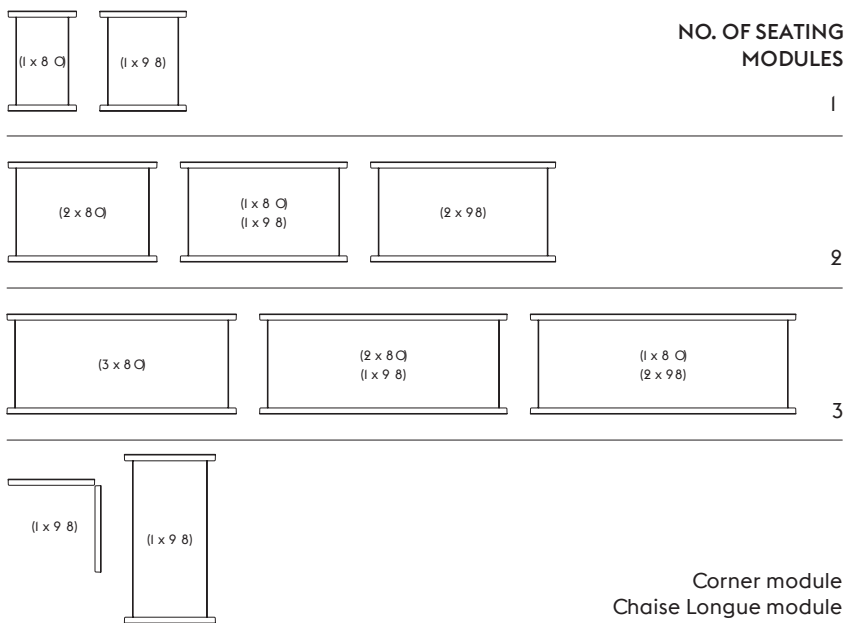 NO. OF SEATING
MODULES
(1 x 80)
(1 x 98)
1
(2 x 80)
(1 x 80)
(1 x 98)
(2 x 98)
2
(3 x 80)
(2 x 80)
(1 x 98)
(1 x 80)
(2 x 98)
3
(1 x 98)
(1 x 98)
Corner module
Chaise Longue module